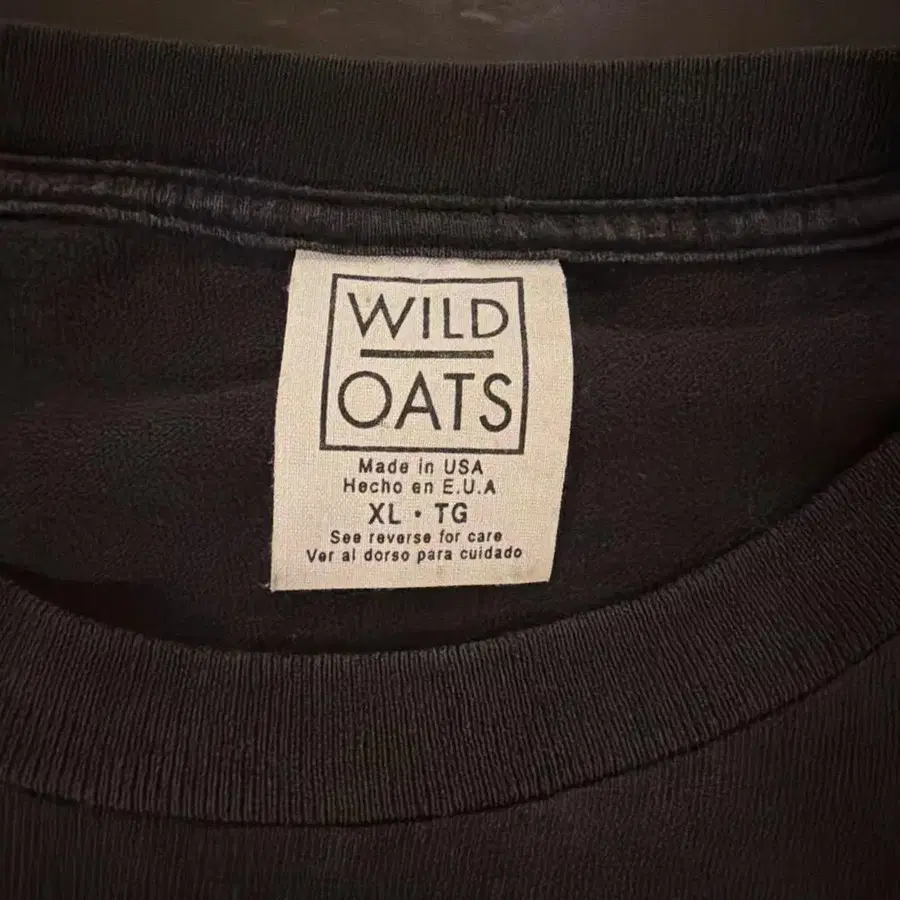 WILD
OATS
Made in USA
Hecho en E.U.A
XL • TG
See reverse for care
Ver al dorso para cuidado